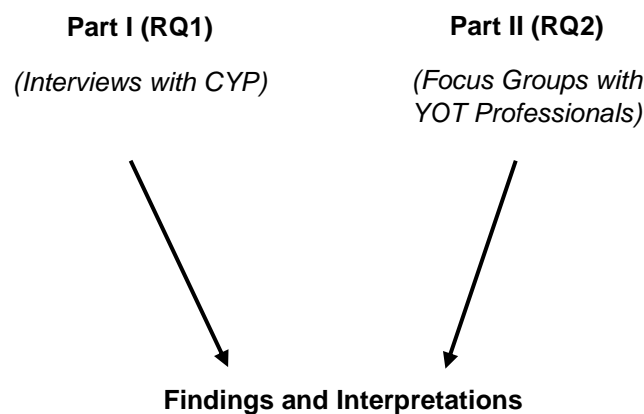 Part I (RQ1)
(Interviews with CYP)
Part II (RQ2)
(Focus Groups with
YOT Professionals)
Findings and Interpretations